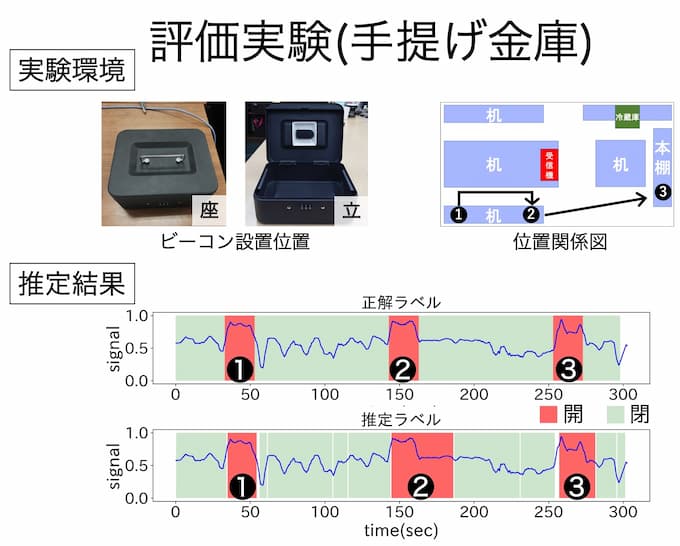 評価実験(手提げ金庫)
実験環境
座
立
ビーコン設置位置
机
冷蔵庫
机
受信機
机
本棚
机
❶
❷
❸
位置関係図
推定結果
正解ラベル
signal
1.0
0.5
0.0
❶
❷
❸
0 50 100 150 200 250 300
開 閉
推定ラベル
signal
1.0
0.5
0.0
❶
❷
❸
0 50 100 150 200 250 300
time(sec)